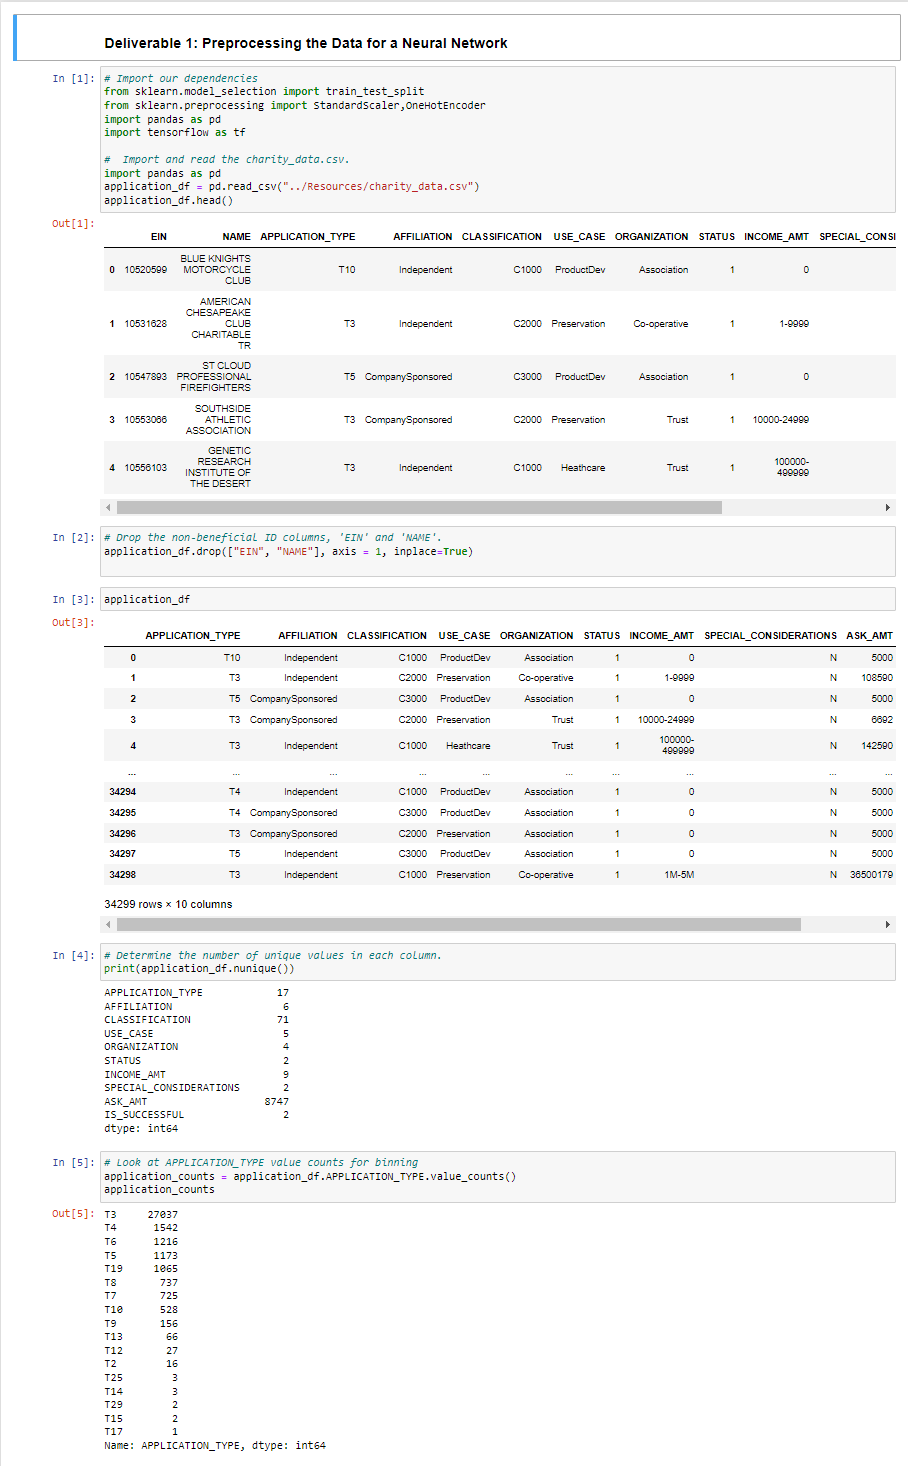 Deliverable 1: Preprocessing the Data for a Neural Network
In [1]: # Import our dependencies
from sklearn.model_selection import train_test_split
from sklearn.preprocessing import StandardScaler,OneHotEncoder
import pandas as pd
import tensorflow as tf
#  Import and read the charity_data.csv.
import pandas as pd
application_df = pd.read_csv("../Resources/charity_data.csv")
application_df.head()
Out[1]:
EIN NAME APPLICATION_TYPE AFFILIATION CLASSIFICATION USE_CASE ORGANIZATION STATUS INCOME_AMT SPECIAL_CONSI
BLUE KNIGHTS
0 10520599 MOTORCYCLE T10 Independent C1000 ProductDev Association 1 0
CLUB
AMERICAN
CHESAPEAKE
1 10531628 CLUB T3 Independent C2000 Preservation Co-operative 1 1-9999
CHARITABLE
TR
ST CLOUD
2 10547893 PROFESSIONAL T5 CompanySponsored C3000 ProductDev Association 1 0
FIREFIGHTERS
SOUTHSIDE
3 10553066 ATHLETIC T3 CompanySponsored C2000 Preservation Trust 1 10000-24999
ASSOCIATION
GENETIC
RESEARCH
4 10556103 INSTITUTE OF T3 Independent C1000 Heathcare Trust 1 100000-
499999
THE DESERT
In [2]: # Drop the non-beneficial ID columns, 'EIN' and 'NAME'.
application_df.drop(["EIN", "NAME"], axis = 1, inplace=True)
In [3]: application_df
Out[3]:
APPLICATION_TYPE AFFILIATION CLASSIFICATION USE_CASE ORGANIZATION STATUS INCOME_AMT SPECIAL_CONSIDERATIONS ASK_AMT
0 T10 Independent C1000 ProductDev Association 1 0 N 5000
1 T3 Independent C2000 Preservation Co-operative 1 1-9999 N 108590
2 T5 CompanySponsored C3000 ProductDev Association 1 0 N 5000
3 T3 CompanySponsored C2000 Preservation Trust 1 10000-24999 N 6692
4 T3 Independent C1000 Heathcare Trust 1 100000-
499999 N 142590
... ... ... ... ... ... ... ... ... ...
34294 T4 Independent C1000 ProductDev Association 1 0 N 5000
34295 T4 CompanySponsored C3000 ProductDev Association 1 0 N 5000
34296 T3 CompanySponsored C2000 Preservation Association 1 0 N 5000
34297 T5 Independent C3000 ProductDev Association 1 0 N 5000
34298 T3 Independent C1000 Preservation Co-operative 1 1M-5M N 36500179
34299 rows × 10 columns
In [4]: # Determine the number of unique values in each column.
print(application_df.nunique())
APPLICATION_TYPE 17
AFFILIATION 6
CLASSIFICATION 71
USE_CASE 5
ORGANIZATION 4
STATUS 2
INCOME_AMT 9
SPECIAL_CONSIDERATIONS 2
ASK_AMT 8747
IS_SUCCESSFUL 2
dtype: int64
In [5]: # Look at APPLICATION_TYPE value counts for binning
application_counts = application_df.APPLICATION_TYPE.value_counts()
application_counts
Out[5]: T3 27037
T4 1542
T6 1216
T5 1173
T19 1065
T8 737
T7 725
T10 528
T9 156
T13 66
T12 27
T2 16
T25 3
T14 3
T29 2
T15 2
T17 1
Name: APPLICATION_TYPE, dtype: int64